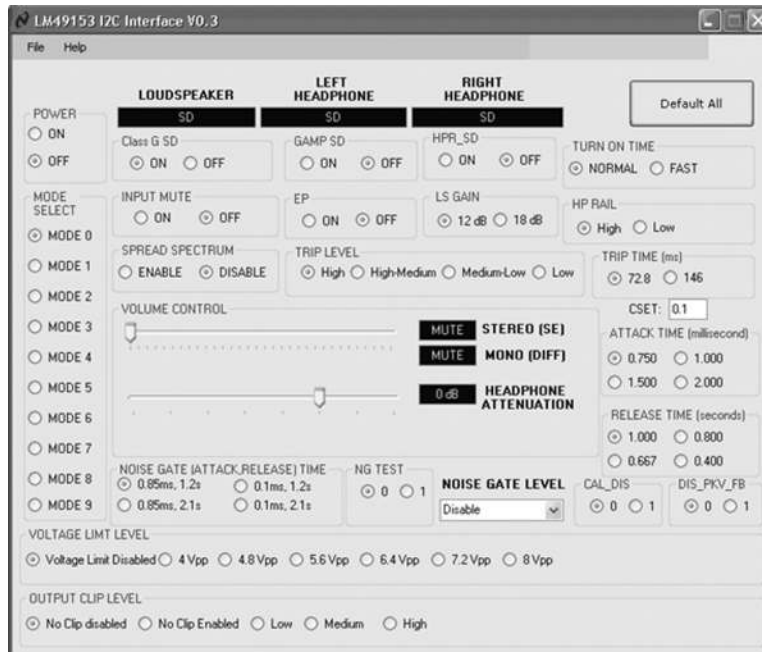 LM49153 I2C Interface V0.3
File Help
LOUDSPEAKER
LEFT HEADPHONE
RIGHT HEADPHONE
SD
SD
SD
Default All
POWER
ON
OFF
Class G SD
ON OFF
GAMP SD
ON OFF
HPR_SD
ON OFF
TURN ON TIME
NORMAL FAST
MODE SELECT
MODE 0
MODE 1
MODE 2
MODE 3
MODE 4
MODE 5
MODE 6
MODE 7
MODE 8
MODE 9
INPUT MUTE
ON OFF
EP
ON OFF
LS GAIN
12 dB 18 dB
HP RAIL
High Low
SPREAD SPECTRUM
ENABLE DISABLE
TRIP LEVEL
High High-Medium Medium-Low Low
TRIP TIME (ms)
72.8 146
CSET: 0.1
VOLUME CONTROL
MUTE STEREO (SE)
MUTE MONO (DIFF)
0 dB HEADPHONE ATTENUATION
ATTACK TIME (millisecond)
0.750 1.000
1.500 2.000
RELEASE TIME (seconds)
1.000 0.800
0.667 0.400
NOISE GATE (ATTACK,RELEASE) TIME
0.85ms, 1.2s 0.1ms, 1.2s
0.85ms, 2.1s 0.1ms, 2.1s
NG TEST
0 1
NOISE GATE LEVEL
Disable
CAL_DIS
0 1
DIS_PKV_FB
0 1
VOLTAGE LIMT LEVEL
Voltage Limit Disabled 4 Vpp 4.8 Vpp 5.6 Vpp 6.4 Vpp 7.2 Vpp 8 Vpp
OUTPUT CLIP LEVEL
No Clip disabled No Clip Enabled Low Medium High